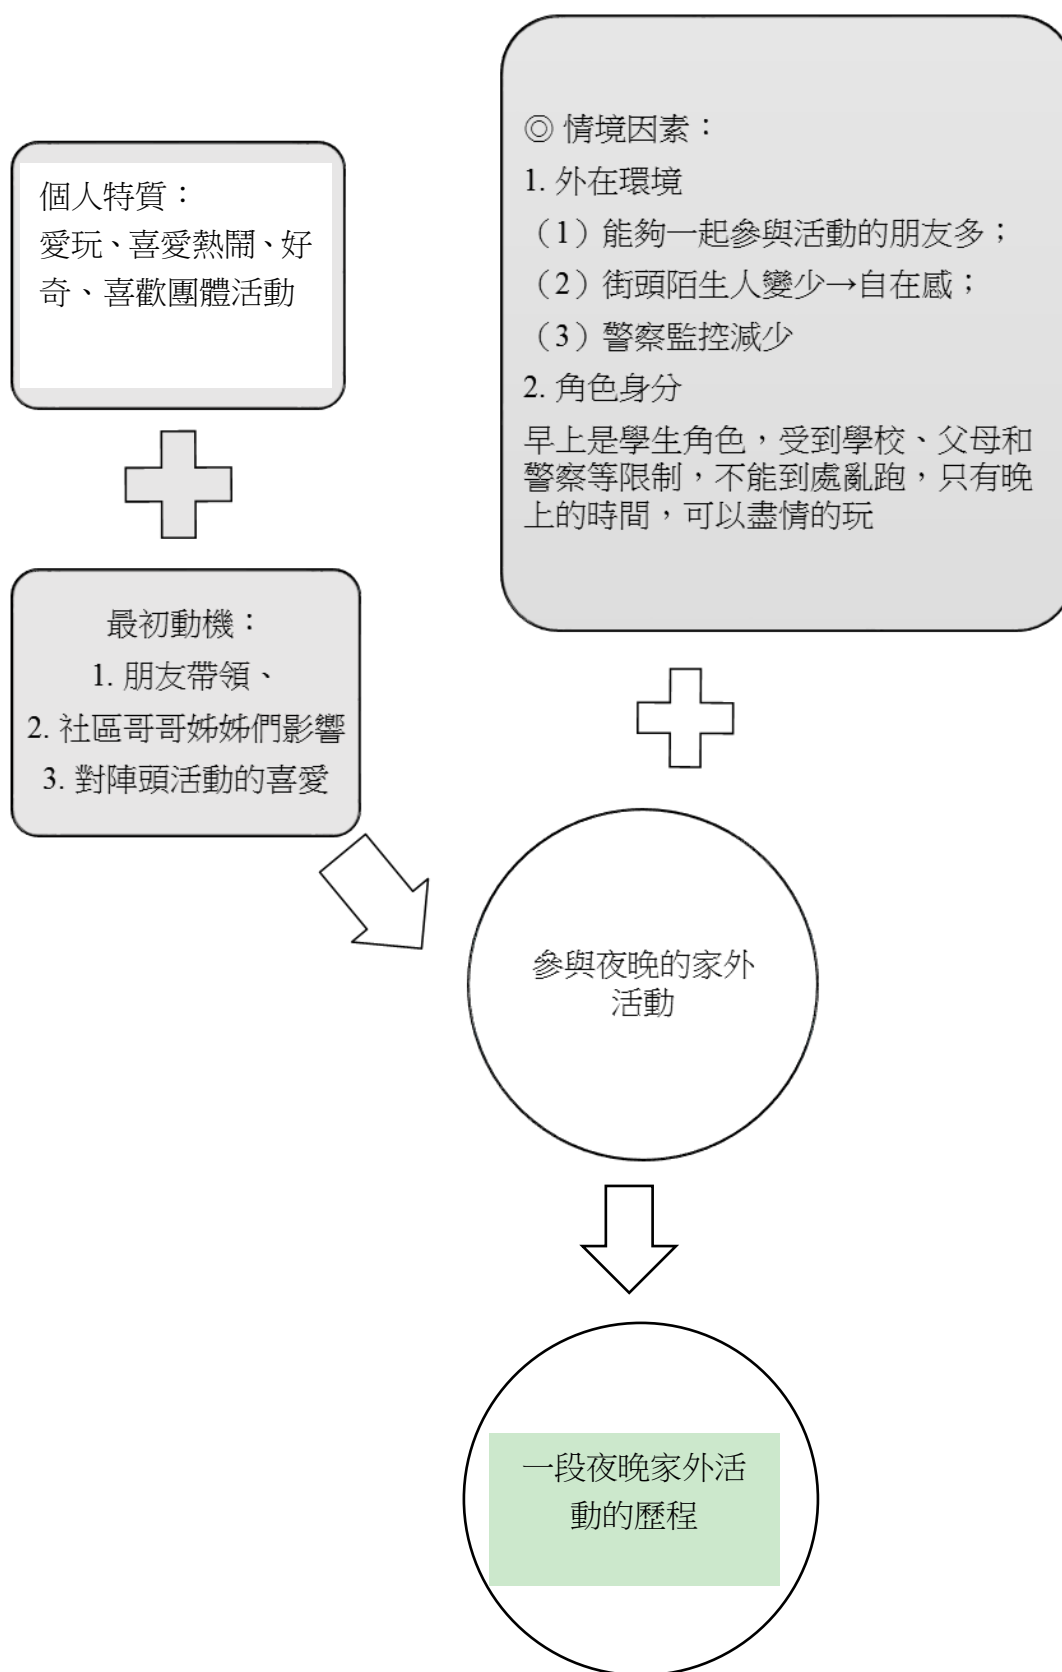 個人特質：
愛玩、喜愛熱鬧、好
奇、喜歡團體活動
最初動機：
1. 朋友帶領、
2. 社區哥哥姊姊們影響
3. 對陣頭活動的喜愛
◎ 情境因素：
1. 外在環境
（1）能夠一起參與活動的朋友多；
（2）街頭陌生人變少→自在感；
（3）警察監控減少
2. 角色身分
早上是學生角色，受到學校、父母和
警察等限制，不能到處亂跑，只有晚
上的時間，可以盡情的玩
參與夜晚的家外
活動
一段夜晚家外活
動的歷程